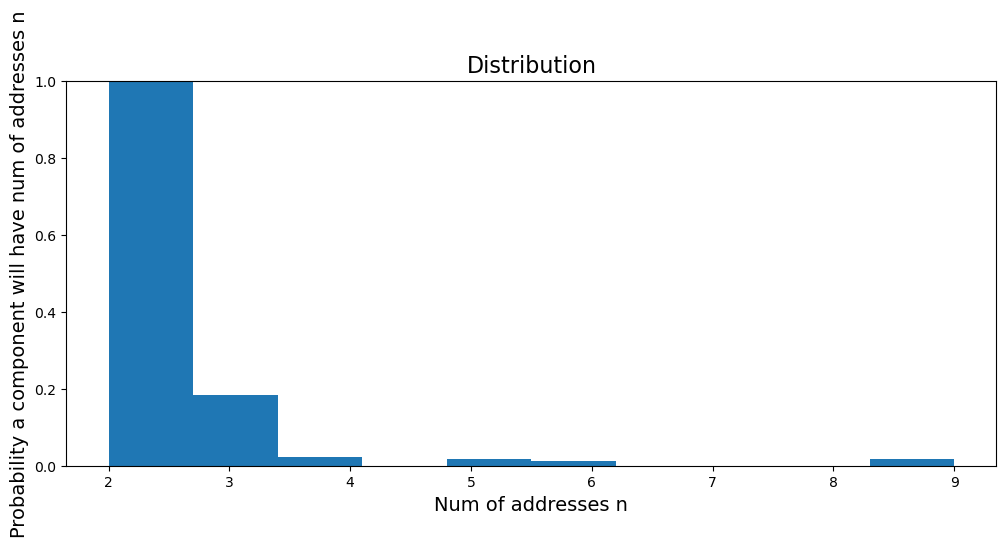 Distribution
Probability a component will have num of addresses n
1.0
0.8
0.6
0.4
0.2
0.0
2 3 4 5 6 7 8 9
Num of addresses n